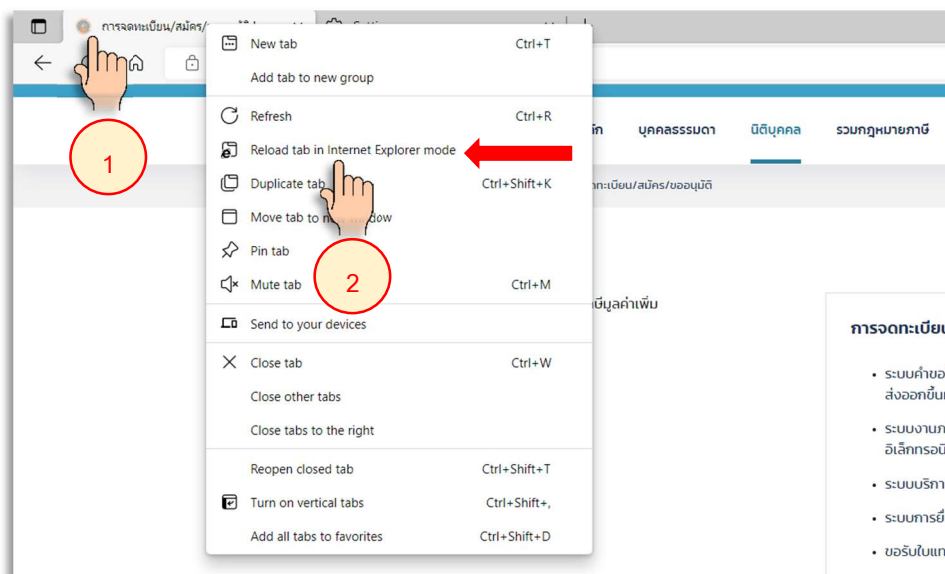 การจดทะเบียน/สมัคร/
New tab Ctrl+T
Add tab to new group
Refresh Ctrl+R
Reload tab in Internet Explorer mode
Duplicate tab Ctrl+Shift+K
Move tab to
Pin tab
Mute tab Ctrl+M
Send to your devices
Close tab Ctrl+W
Close other tabs
Close tabs to the right
Reopen closed tab Ctrl+Shift+T
Turn on vertical tabs Ctrl+Shift+,
Add all tabs to favorites Ctrl+Shift+D
1
2
บุคคลธรรมดา นิติบุคคล รวมกฎหมายภาษี
ทะเบียน/สมัคร/ขออนุมัติ
ษีมูลค่าเพิ่ม
การจดทะเบีย
• ระบบคำขอ
ส่งออกขึ้น
• ระบบงานภ
อิเล็กทรอนิ
• ระบบบริกา
• ระบบการยื่
• ขอรับใบแท